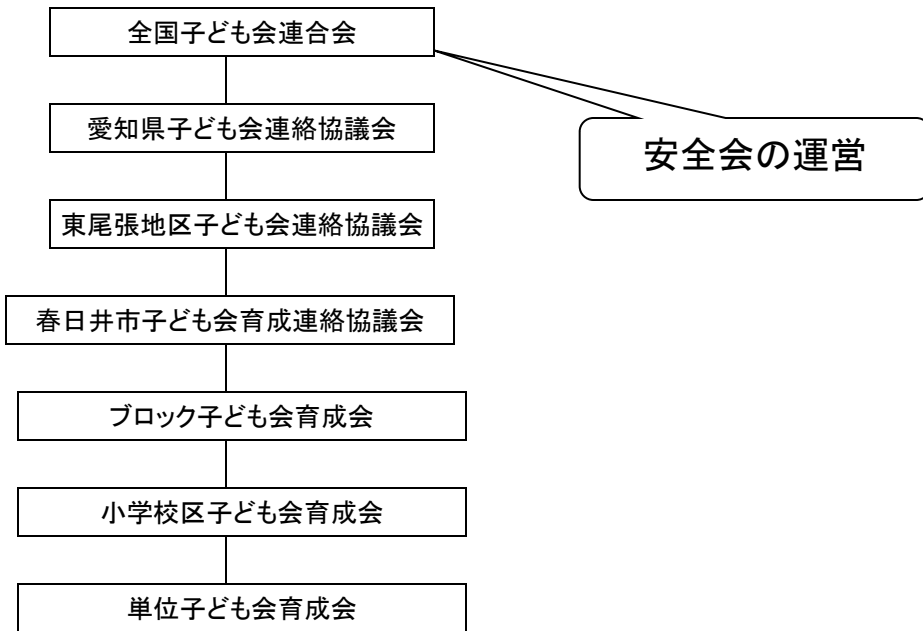 全国子ども会連合会
愛知県子ども会連絡協議会
安全会の運営
東尾張地区子ども会連絡協議会
春日井市子ども会育成連絡協議会
ブロック子ども会育成会
小学校区子ども会育成会
単位子ども会育成会